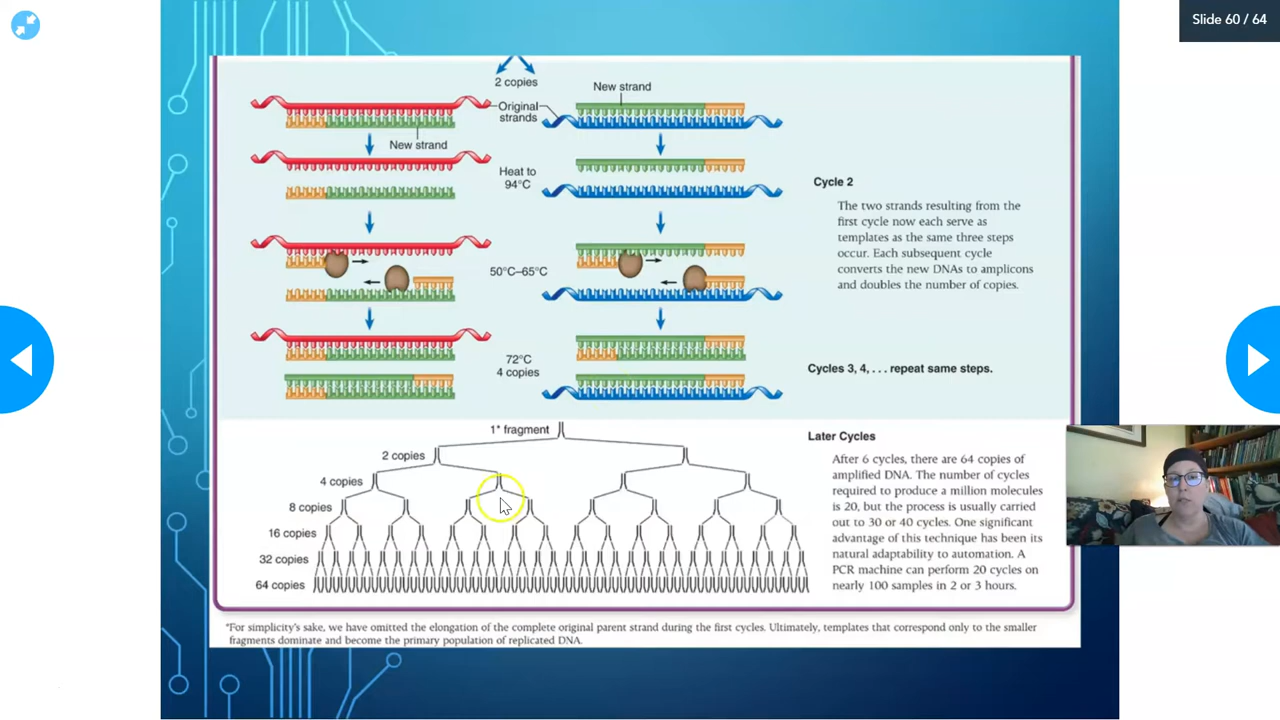 Slide 60 / 64
2 copies
New strand
Original
strands
New strand
Heat to
94°C
Cycle 2
The two strands resulting from the
first cycle now each serve as
templates as the same three steps
occur. Each subsequent cycle
converts the new DNAs to amplicons
and doubles the number of copies.
50°C–65°C
72°C
4 copies
Cycles 3, 4, . . . repeat same steps.
1* fragment
2 copies
4 copies
8 copies
16 copies
32 copies
64 copies
Later Cycles
After 6 cycles, there are 64 copies of
amplified DNA. The number of cycles
required to produce a million molecules
is 20, but the process is usually carried
out to 30 or 40 cycles. One significant
advantage of this technique has been its
natural adaptability to automation. A
PCR machine can perform 20 cycles on
nearly 100 samples in 2 or 3 hours.
*For simplicity's sake, we have omitted the elongation of the complete original parent strand during the first cycles. Ultimately, templates that correspond only to the smaller
fragments dominate and become the primary population of replicated DNA.